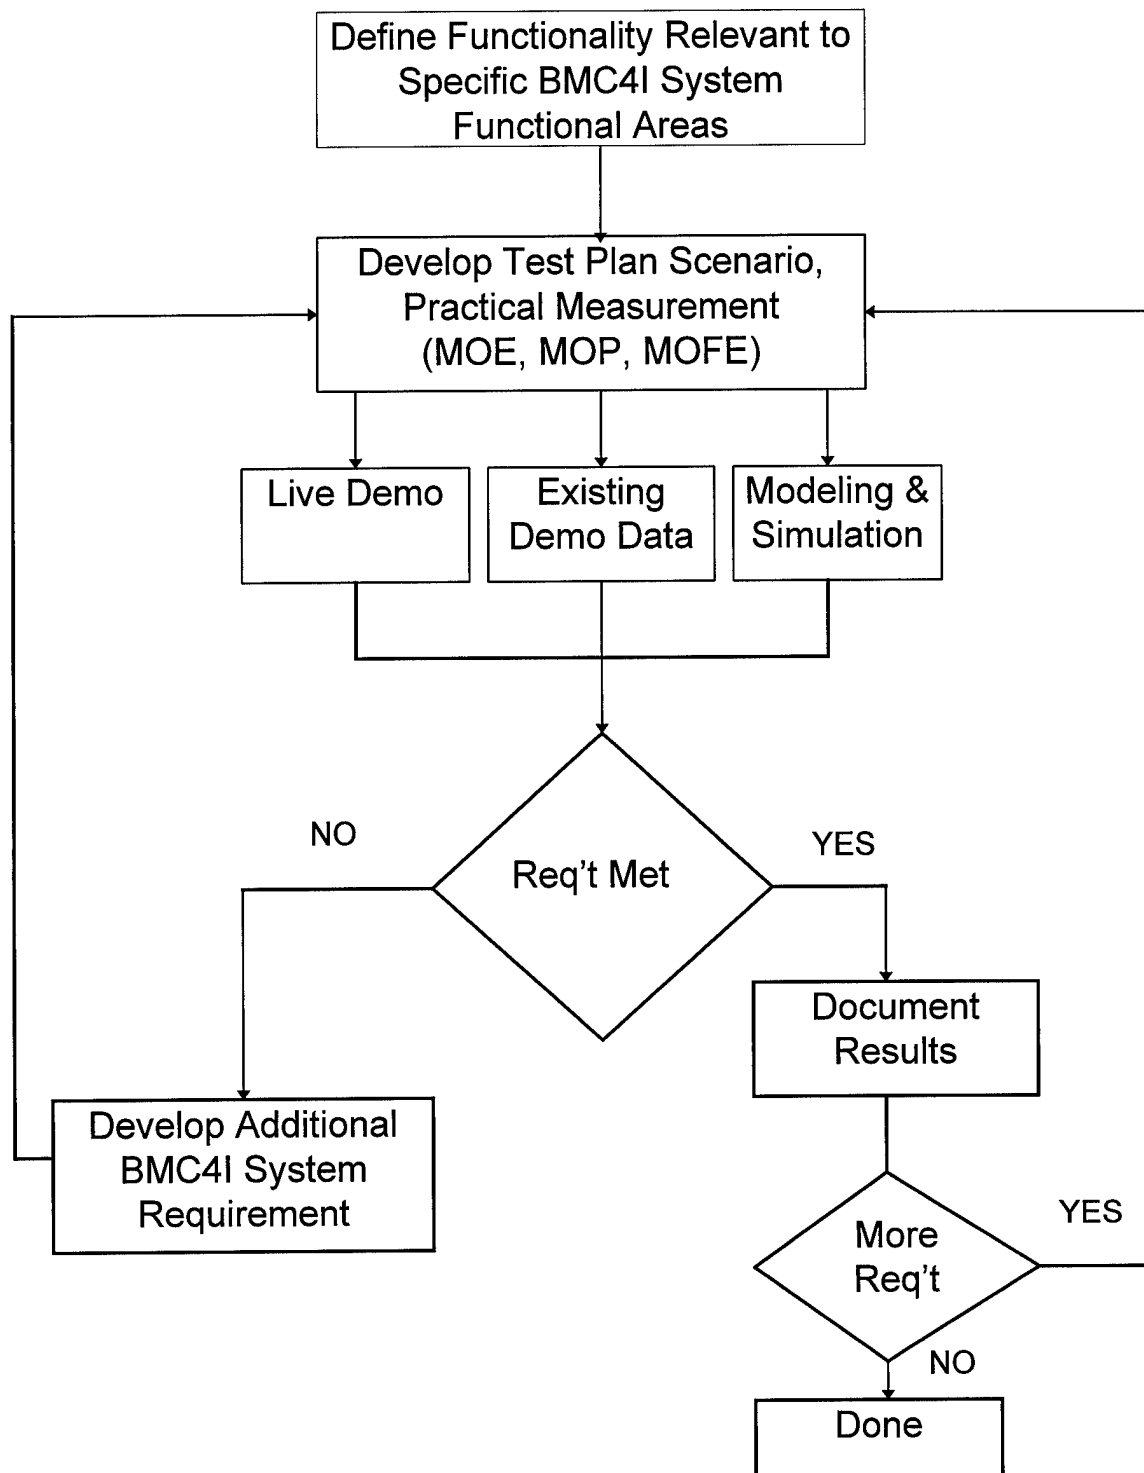 Define Functionality Relevant to
Specific BMC4I System
Functional Areas
Develop Test Plan Scenario,
Practical Measurement
(MOE, MOP, MOFE)
Live Demo
Existing
Demo Data
Modeling &
Simulation
NO
YES
Req't Met
Document
Results
Develop Additional
BMC4I System
Requirement
YES
More
Req't
NO
Done